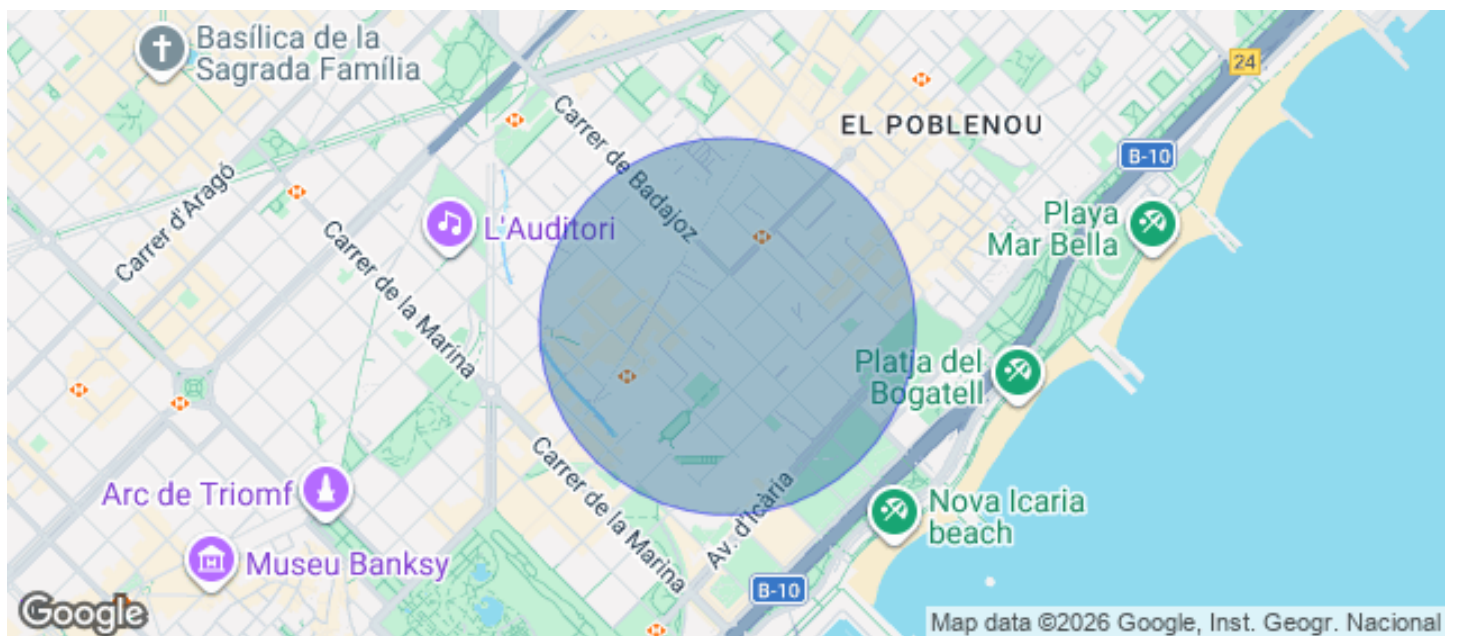 Basílica de la
Sagrada Família
24
EL POBLENOU
Carrer de Badajoz
B-10
Carrer d'Aragó
L'Auditori
Playa
Mar Bella
Carrer de la Marina
Platja del
Bogatell
Arc de Triomf
Carrer de la Marina
Av. d'Icària
Nova Icaria
beach
Museu Banksy
B-10
Google
Map data ©2026 Google, Inst. Geogr. Nacional